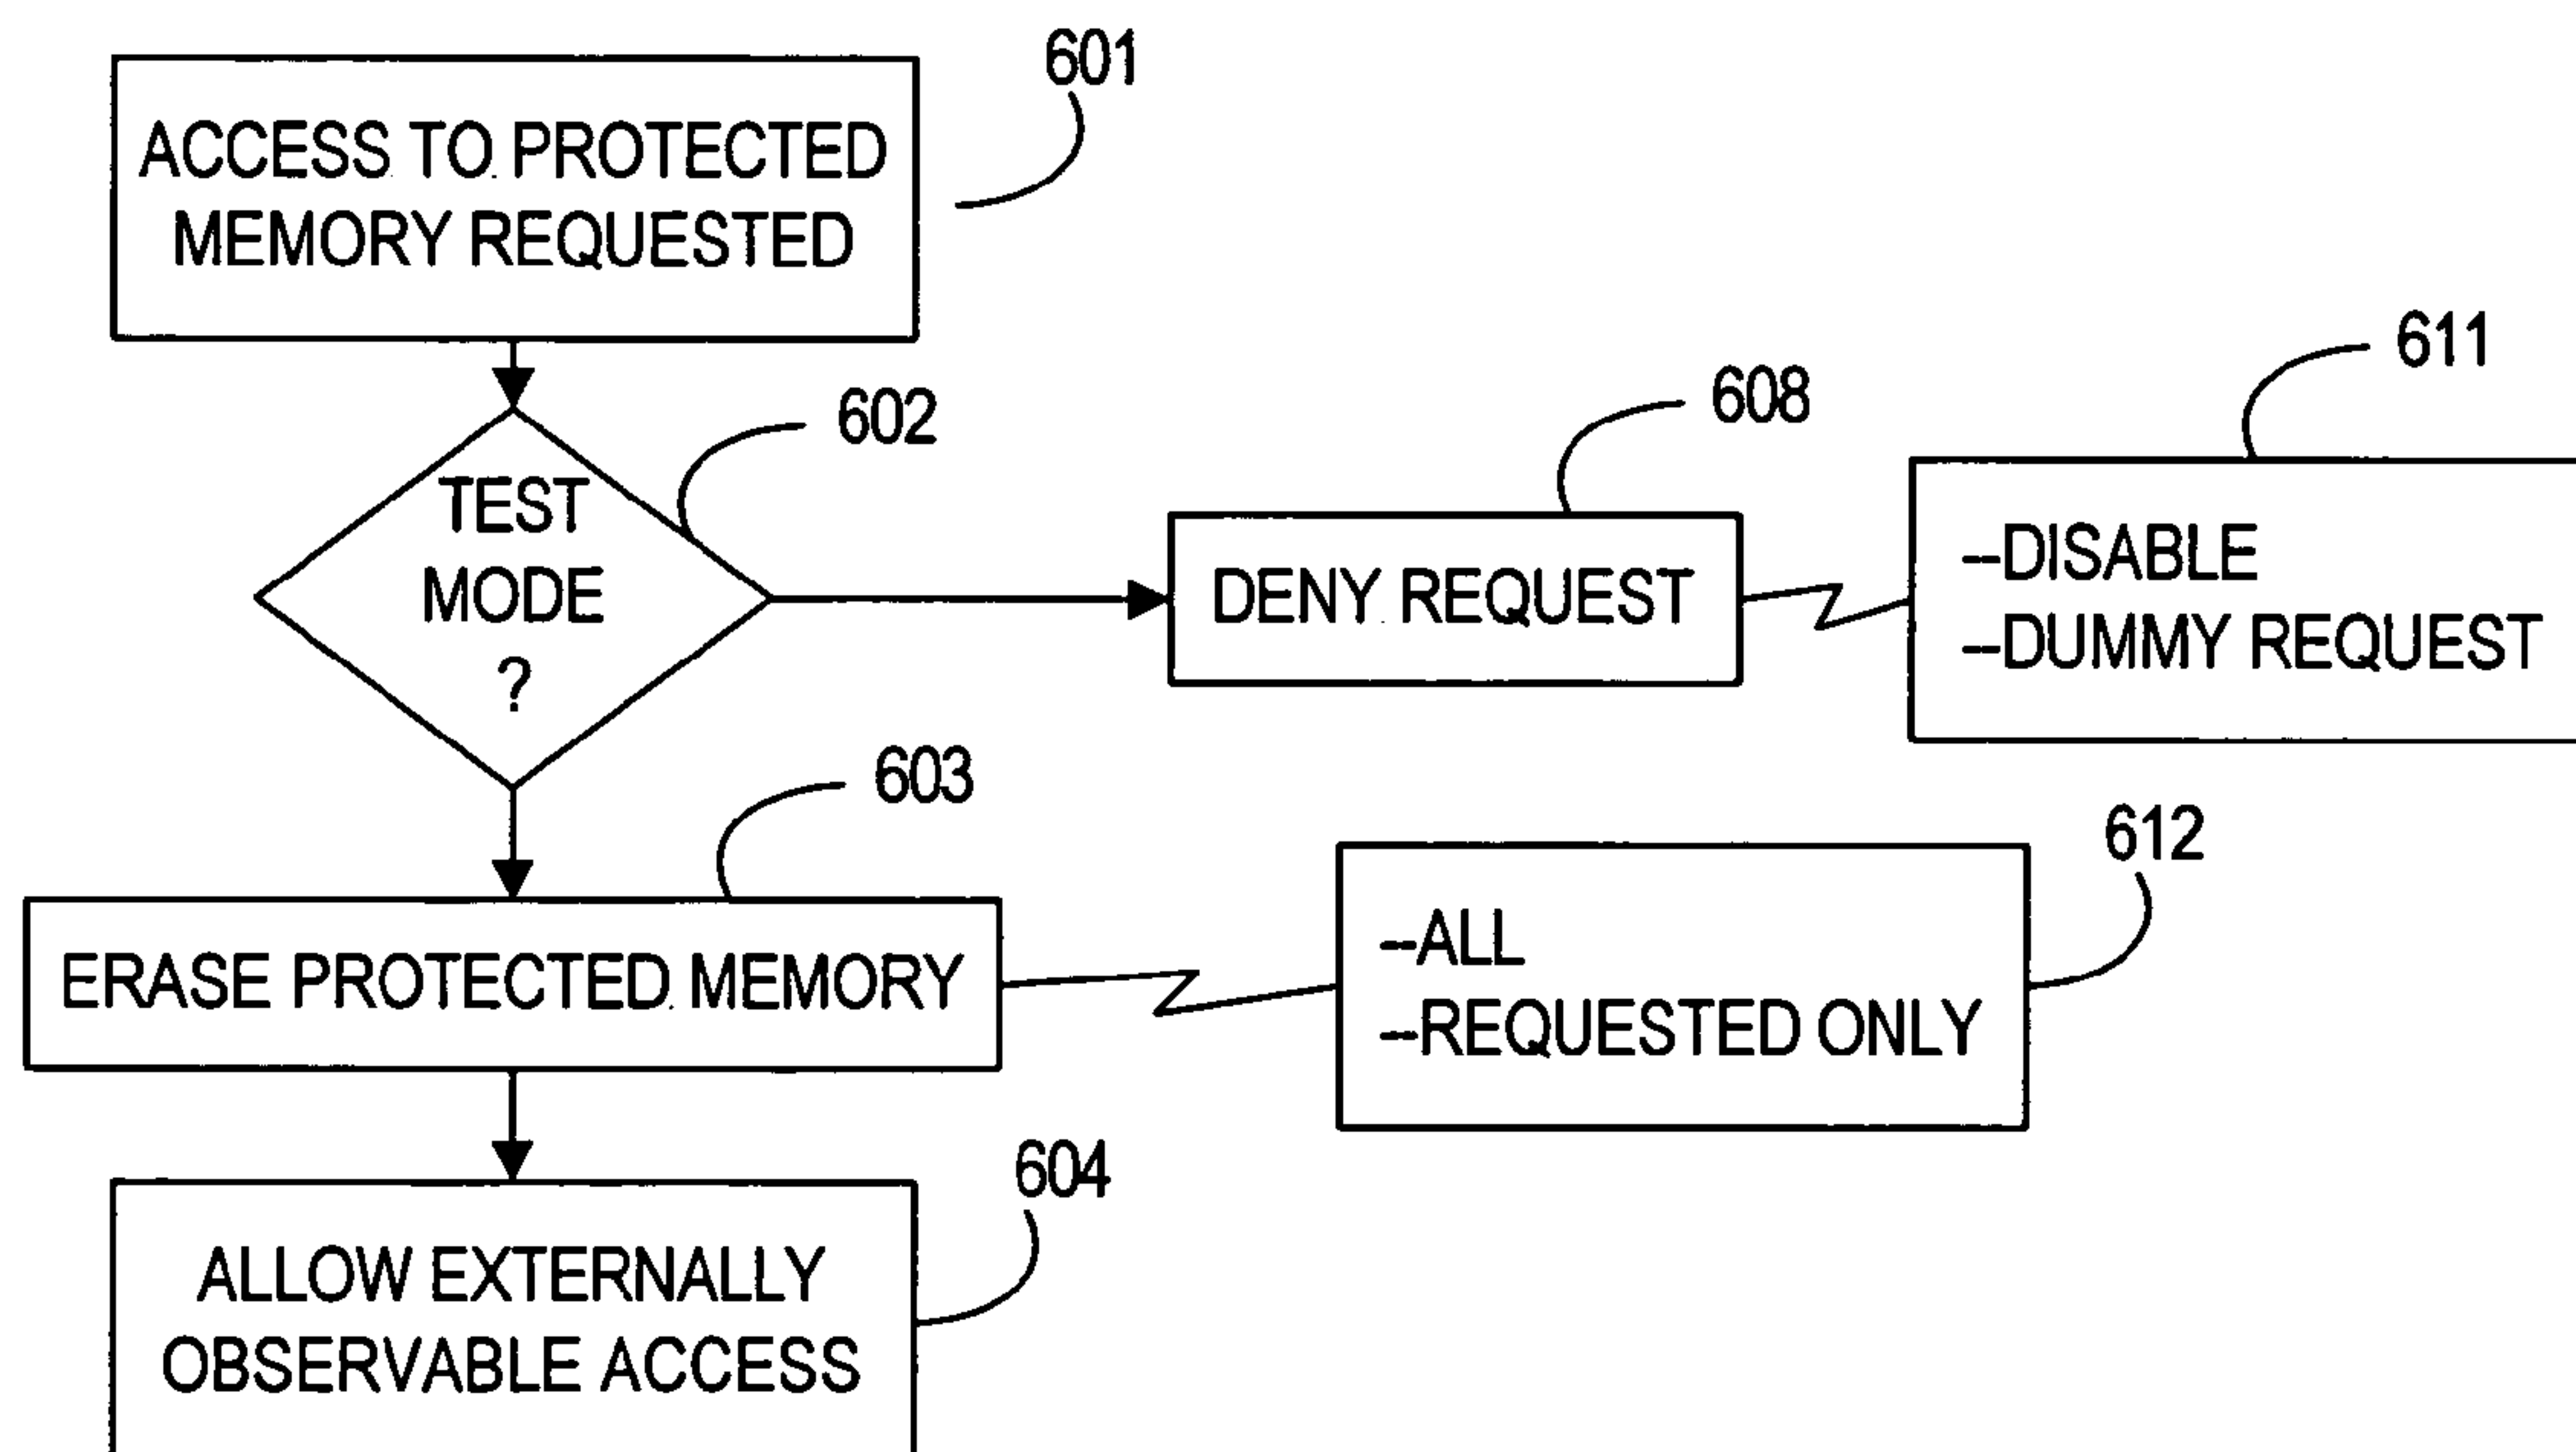 601
ACCESS TO PROTECTED
MEMORY REQUESTED
602
TEST
MODE
?
608
DENY REQUEST
611
--DISABLE
--DUMMY REQUEST
603
ERASE PROTECTED MEMORY
612
--ALL
--REQUESTED ONLY
604
ALLOW EXTERNALLY
OBSERVABLE ACCESS